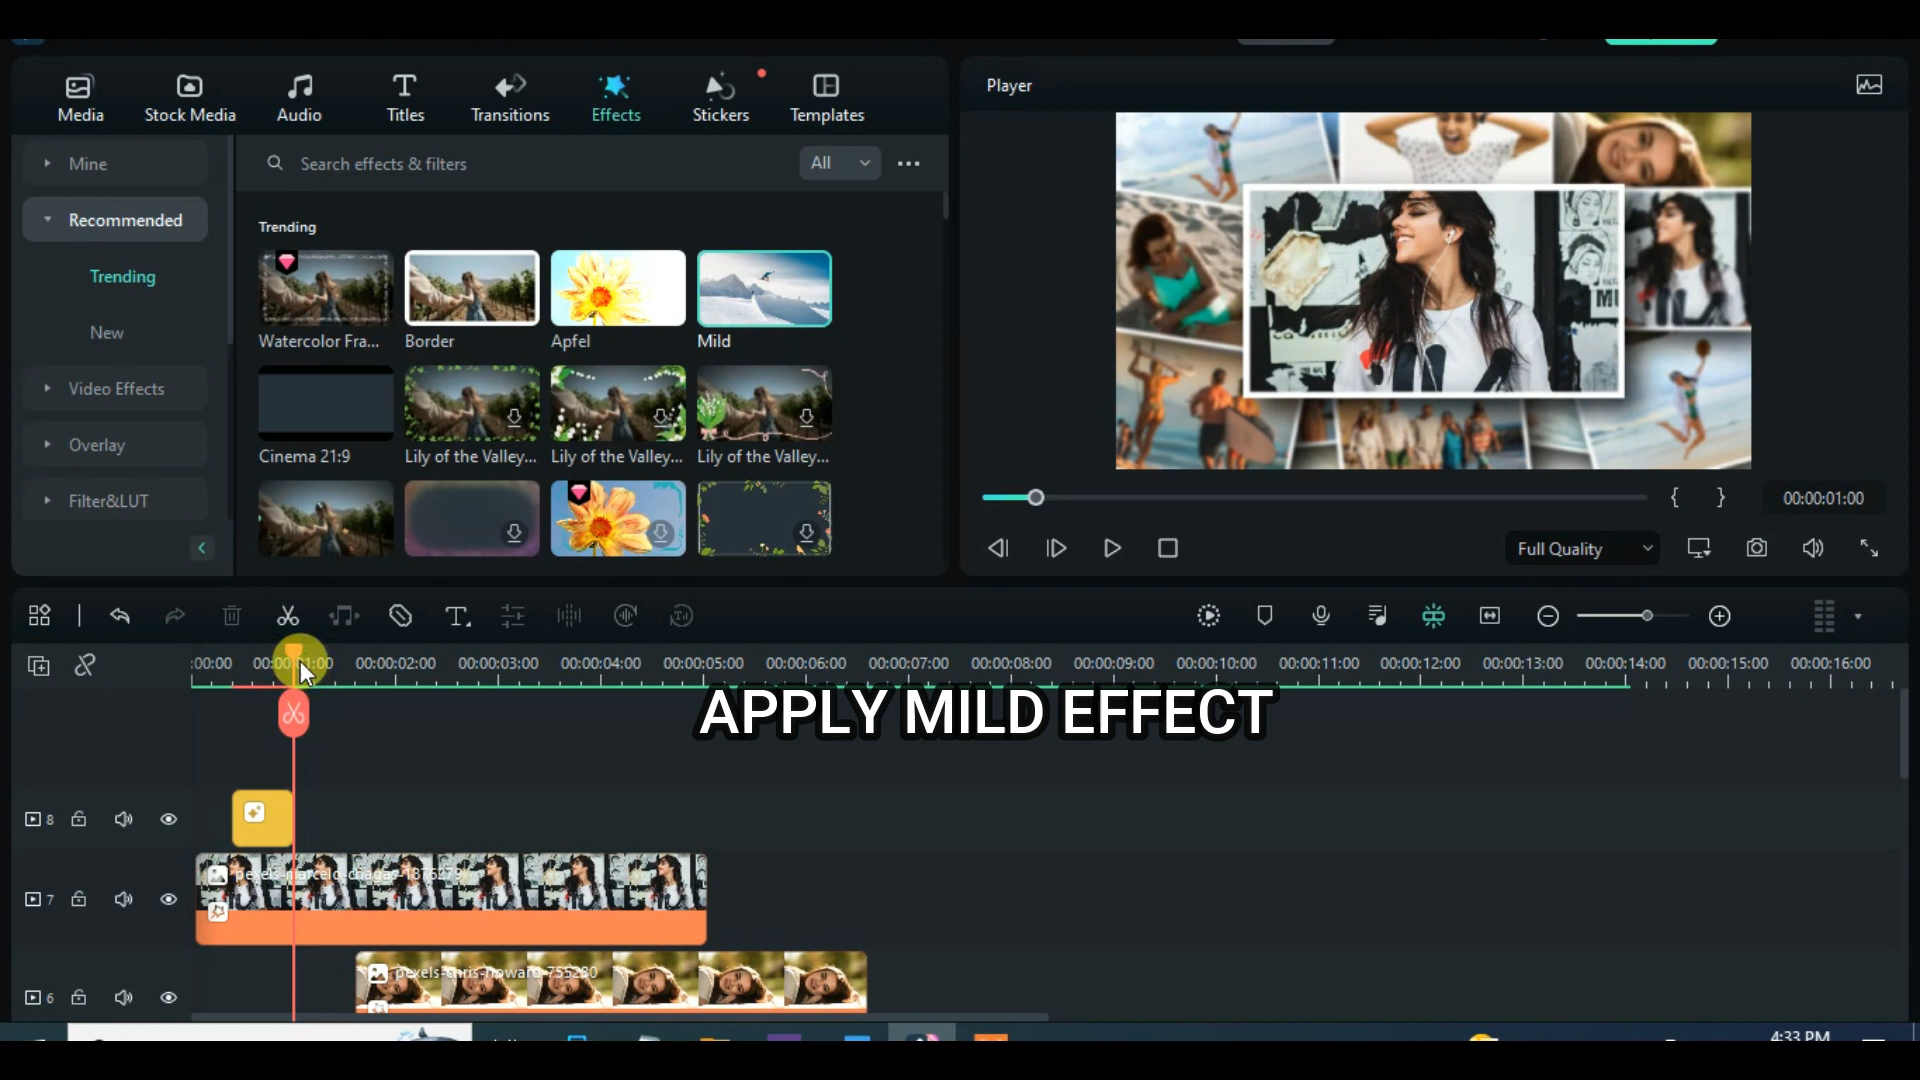 Media
Stock Media
Audio
Titles
Transitions
Effects
Stickers
Templates
Player
Mine
Recommended
Trending
New
Video Effects
Overlay
Filter&LUT
Search effects & filters
All
Trending
Watercolor Fra...
Border
Apfel
Mild
Cinema 21:9
Lily of the Valley...
Lily of the Valley...
Lily of the Valley...
00:00:01:00
Full Quality
:00:00
00:00:02:00
00:00:03:00
00:00:04:00
00:00:05:00
00:00:06:00
00:00:07:00
00:00:08:00
00:00:09:00
00:00:10:00
00:00:11:00
00:00:12:00
00:00:13:00
00:00:14:00
00:00:15:00
00:00:16:00
APPLY MILD EFFECT
8
7
pexels-marcelo-chagas-1876279
6
pexels-chris-howard-755280
4:33 PM